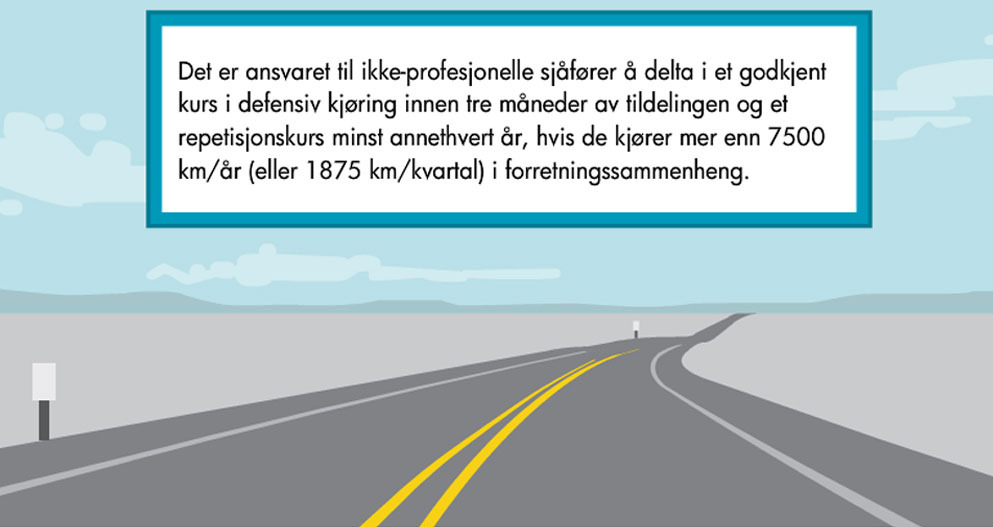 Det er ansvaret til ikke-profesjonelle sjåfører å delta i et godkjent
kurs i defensiv kjøring innen tre måneder av tildelingen og et
repetisjonskurs minst annethvert år, hvis de kjører mer enn 7500
km/år (eller 1875 km/kvartal) i forretningssammenheng.